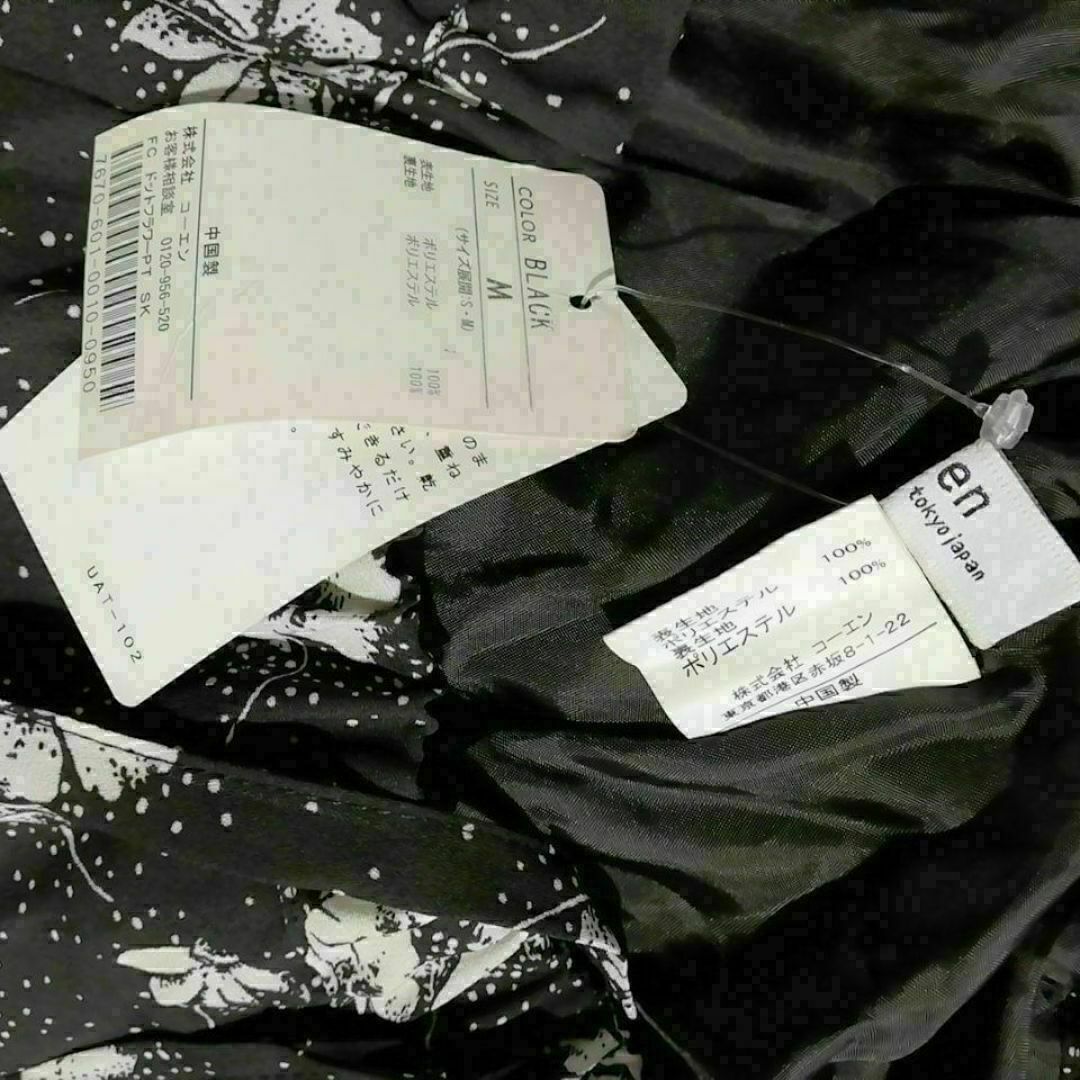 COLOR BLACK
SIZE M
(サイズ展開:S・M)
表生地 ポリエステル 100%
裏生地 ポリエステル 100%
中国製
株式会社 コーエン
お客様相談室 0120-956-520
FC ドットフラワーPT SK
7670-601-0010-0950
のま
、重ね
さい。乾
できるだけ
すみやかに
。
UAT-102
en
tokyo japan
表生地
ポリエステル 100%
裏生地
ポリエステル 100%
株式会社 コーエン
東京都港区赤坂8-1-22
中国製